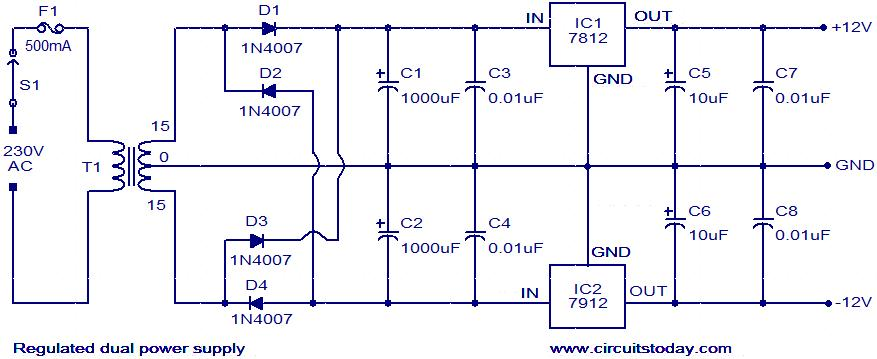 F1
500mA
S1
230V
AC
T1
15
0
15
D1
1N4007
D2
1N4007
D3
1N4007
D4
1N4007
C1
1000uF
C3
0.01uF
C2
1000uF
C4
0.01uF
IN
IC1
7812
OUT
GND
C5
10uF
C7
0.01uF
+12V
GND
C6
10uF
C8
0.01uF
GND
IN
IC2
7912
OUT
-12V
Regulated dual power supply
www.circuitstoday.com